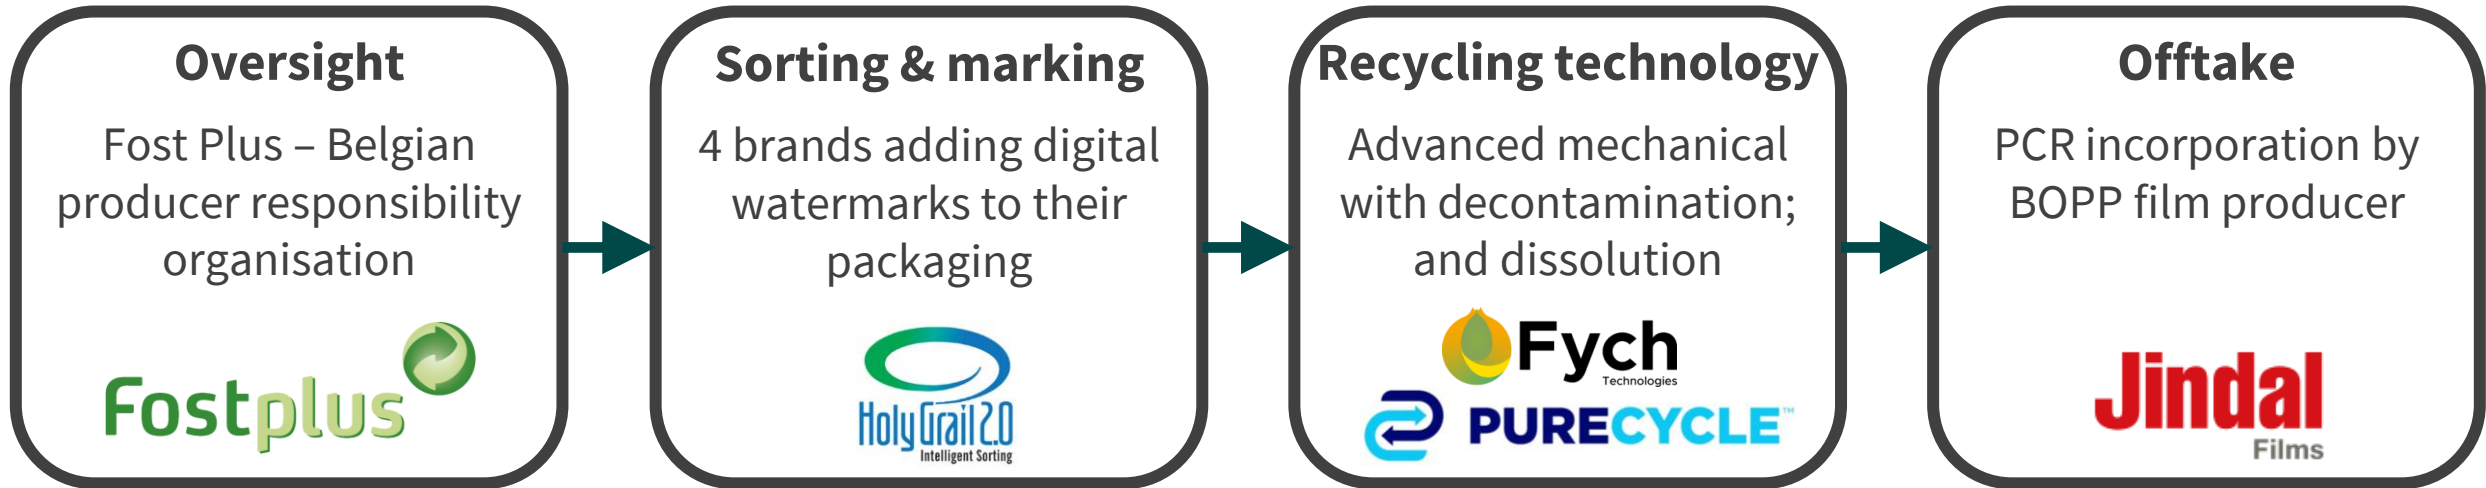 Oversight
Fost Plus – Belgian
producer responsibility
organisation
Fostplus
Sorting & marking
4 brands adding digital
watermarks to their
packaging
HolyGrail 2.0
Intelligent Sorting
Recycling technology
Advanced mechanical
with decontamination;
and dissolution
Fych
Technologies
PURECYCLE™
Offtake
PCR incorporation by
BOPP film producer
Jindal
Films